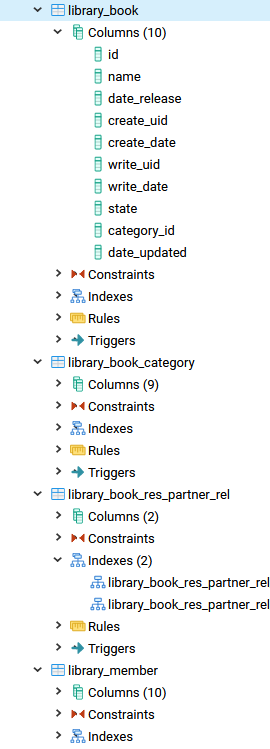 library_book
Columns (10)
id
name
date_release
create_uid
create_date
write_uid
write_date
state
category_id
date_updated
Constraints
Indexes
Rules
Triggers
library_book_category
Columns (9)
Constraints
Indexes
Rules
Triggers
library_book_res_partner_rel
Columns (2)
Constraints
Indexes (2)
library_book_res_partner_rel
library_book_res_partner_rel
Rules
Triggers
library_member
Columns (10)
Constraints
Indexes